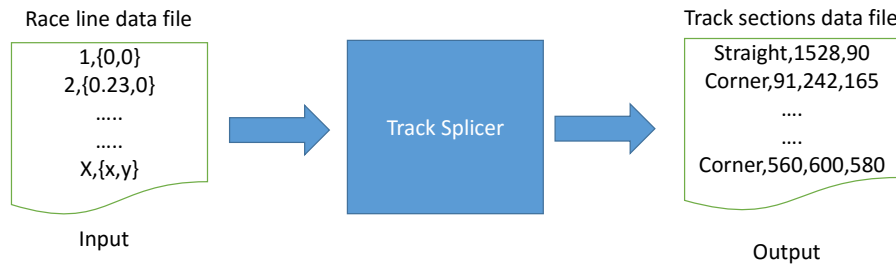 Race line data file
1,{0,0}
2,{0.23,0}
.....
.....
X,{x,y}
Input
Track Splicer
Track sections data file
Straight,1528,90
Corner,91,242,165
....
....
Corner,560,600,580
Output